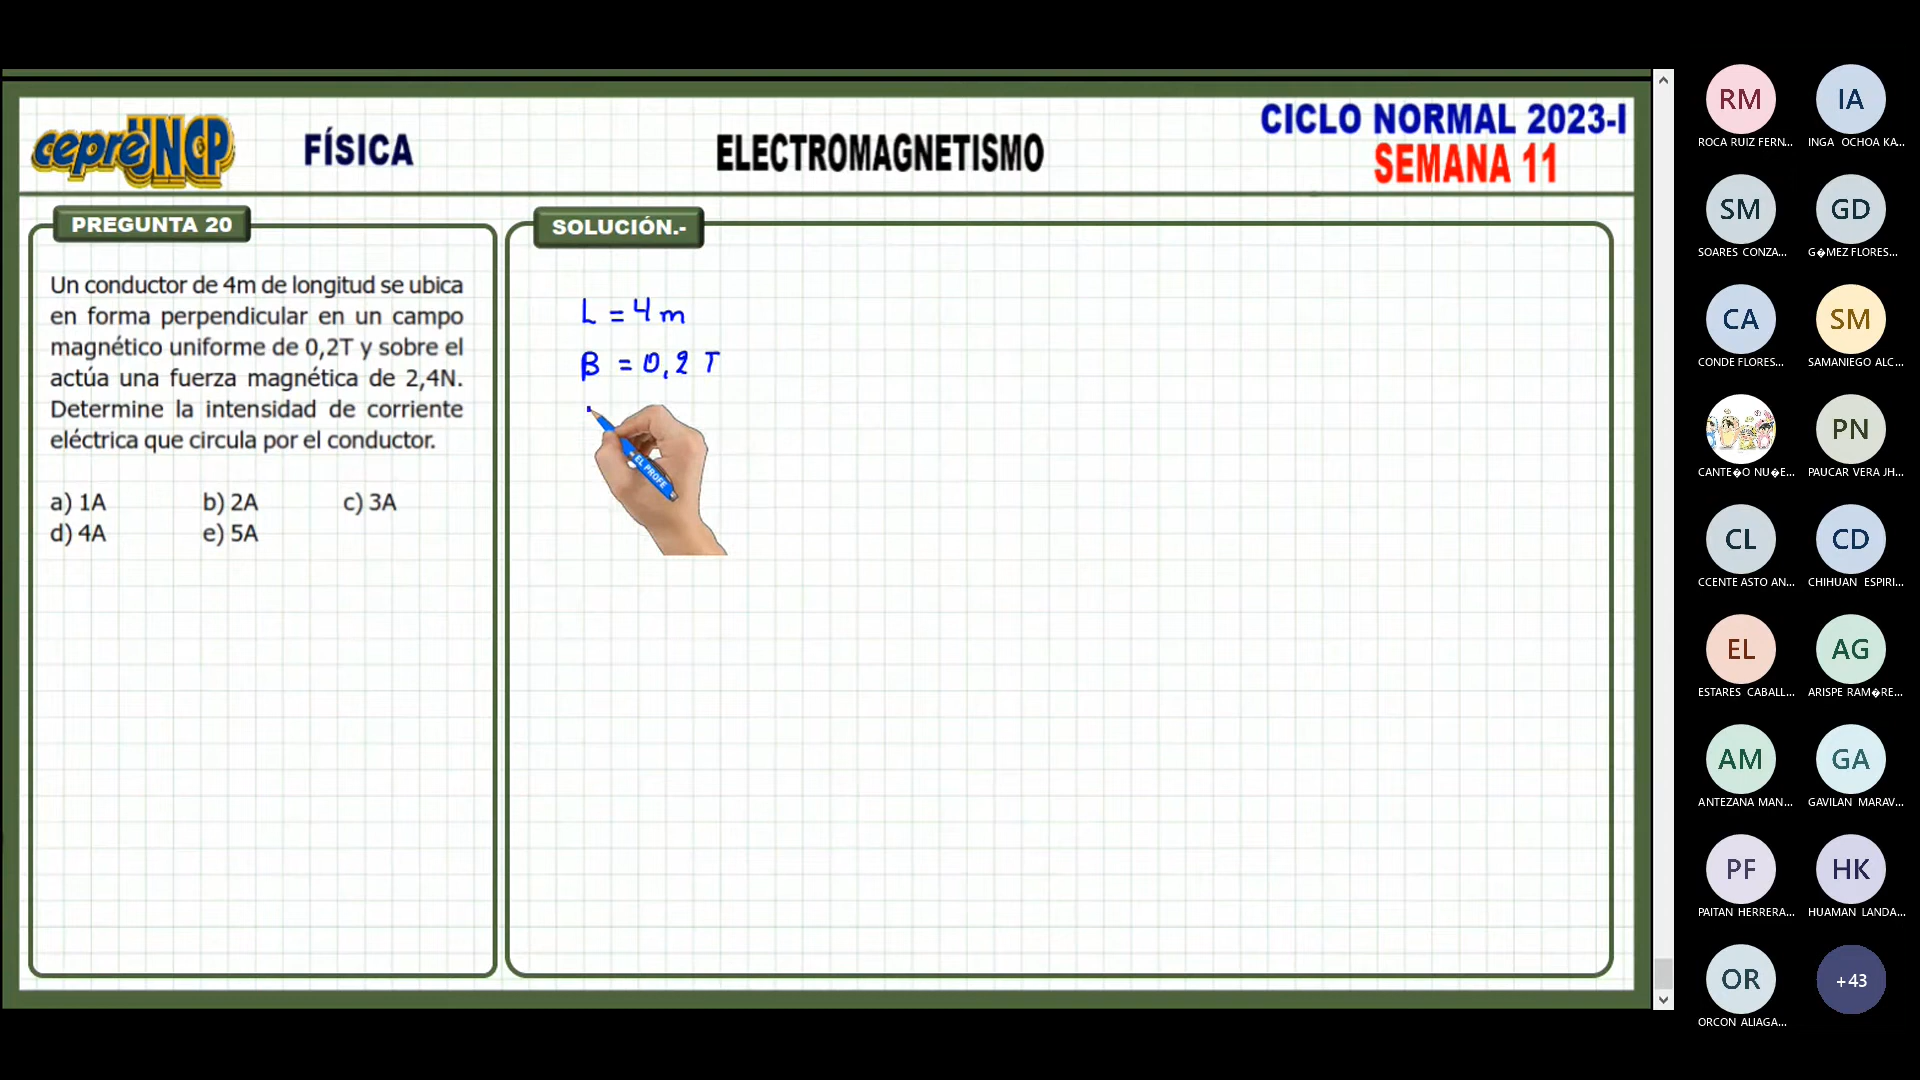 cepreUNCP
FÍSICA
ELECTROMAGNETISMO
CICLO NORMAL 2023-I
SEMANA 11
PREGUNTA 20
Un conductor de 4m de longitud se ubica
en forma perpendicular en un campo
magnético uniforme de 0,2T y sobre el
actúa una fuerza magnética de 2,4N.
Determine la intensidad de corriente
eléctrica que circula por el conductor.
a) 1A b) 2A c) 3A
d) 4A e) 5A
SOLUCIÓN.-
L = 4 m
B = 0,2 T
EL PROFE
RM IA
ROCA RUIZ FERN... INGA OCHOA KA...
SM GD
SOARES CONZA... G�MEZ FLORES...
CA SM
CONDE FLORES... SAMANIEGO ALC...
PN
CANTE�O NU�E... PAUCAR VERA JH...
CL CD
CCENTE ASTO AN... CHIHUAN ESPIRI...
EL AG
ESTARES CABALL... ARISPE RAM�RE...
AM GA
ANTEZANA MAN... GAVILAN MARAV...
PF HK
PAITAN HERRERA... HUAMAN LANDA...
OR +43
ORCON ALIAGA...